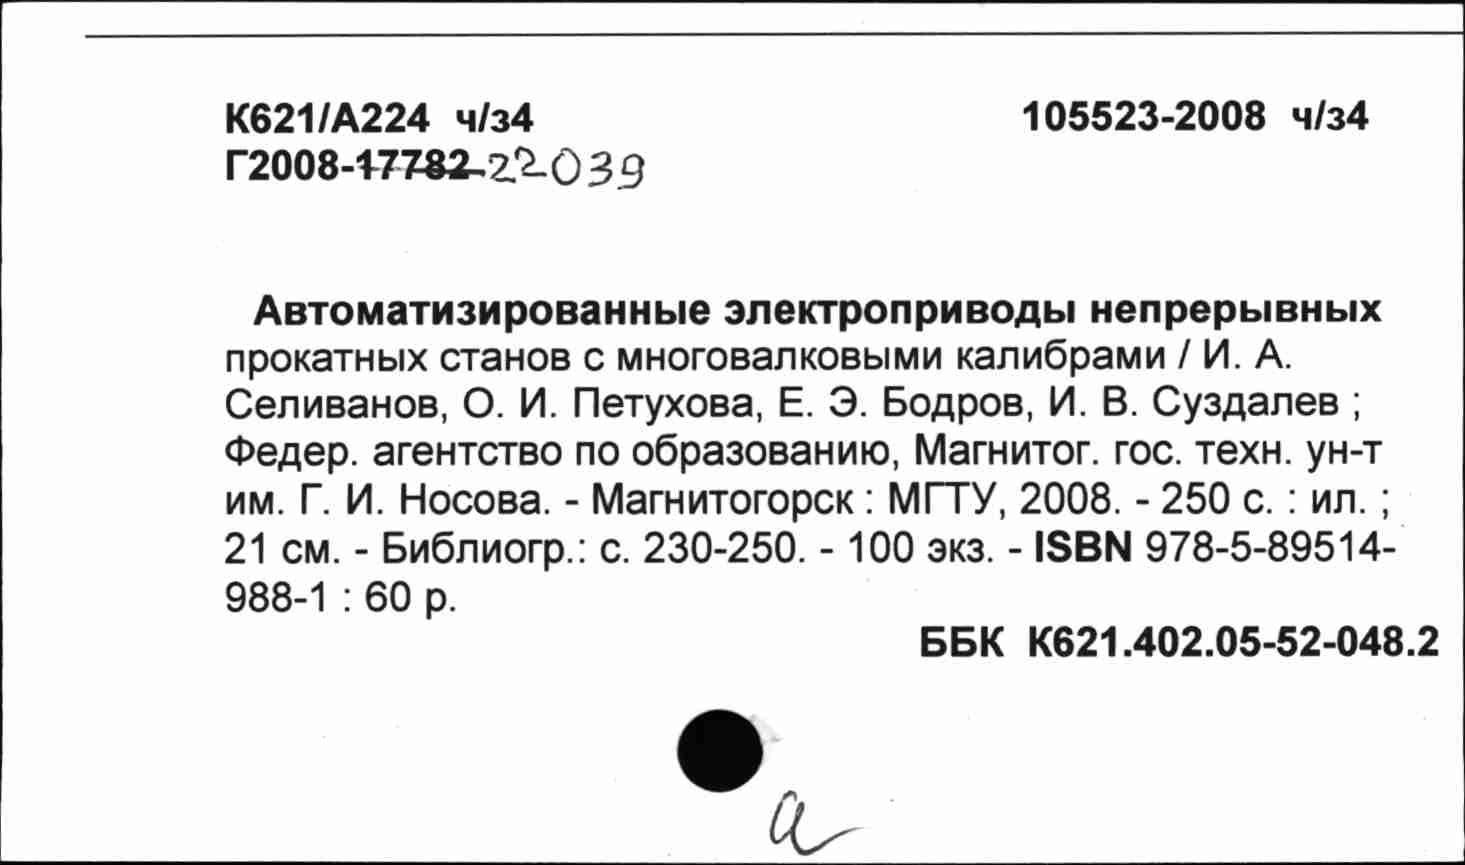 К621/А224 ч/з4 105523-2008 ч/з4
Г2008-17782 22039
Автоматизированные электроприводы непрерывных
прокатных станов с многовалковыми калибрами / И. А.
Селиванов, О. И. Петухова, Е. Э. Бодров, И. В. Суздалев ;
Федер. агентство по образованию, Магнитог. гос. техн. ун-т
им. Г. И. Носова. - Магнитогорск : МГТУ, 2008. - 250 с. : ил. ;
21 см. - Библиогр.: с. 230-250. - 100 экз. - ISBN 978-5-89514-
988-1 : 60 р.
ББК К621.402.05-52-048.2
а